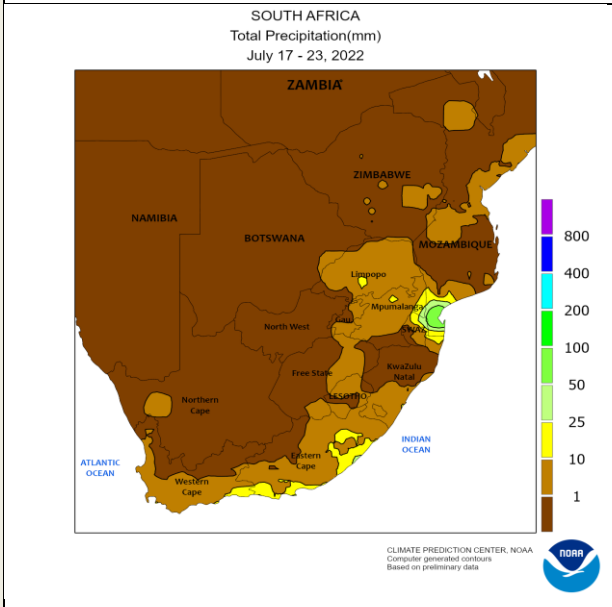 SOUTH AFRICA
Total Precipitation(mm)
July 17 - 23, 2022
ZAMBIA
ZIMBABWE
NAMIBIA
BOTSWANA
MOZAMBIQUE
Limpopo
Mpumalanga
Gau
North West
SWAZ
KwaZulu
Natal
Free State
LESOTHO
Northern
Cape
Eastern
Cape
Western
Cape
ATLANTIC
OCEAN
INDIAN
OCEAN
800
400
200
100
50
25
10
1
CLIMATE PREDICTION CENTER, NOAA
Computer generated contours
Based on preliminary data
NOAA